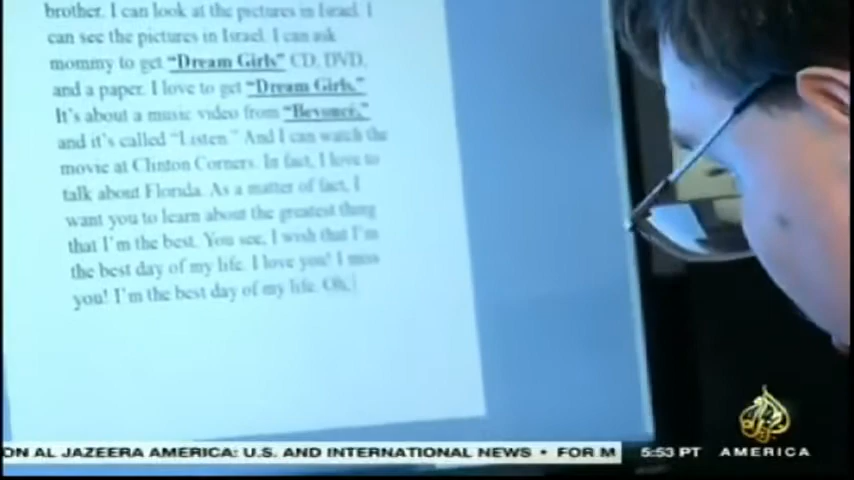 brother. I can look at the pictures in Israel. I
can see the pictures in Israel. I can ask
mommy to get "Dream Girls" CD, DVD,
and a paper. I love to get "Dream Girls."
It's about a music video from "Beyoncé,"
and it's called "Listen." And I can watch the
movie at Clinton Corners. In fact, I love to
talk about Florida. As a matter of fact, I
want you to learn about the greatest thing
that I'm the best. You see, I wish that I'm
the best day of my life. I love you! I miss
you! I'm the best day of my life. Oh,
ON AL JAZEERA AMERICA: U.S. AND INTERNATIONAL NEWS • FOR M
5:53 PT
AMERICA